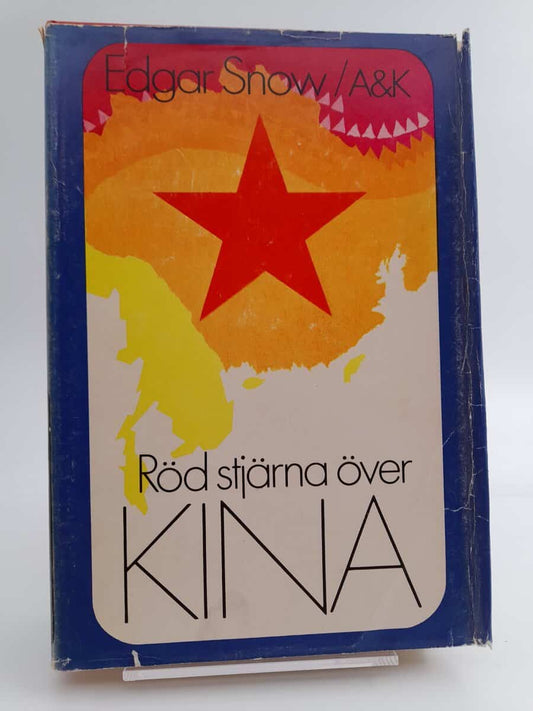 Edgar Snow/A&K
Röd stjärna över
KINA